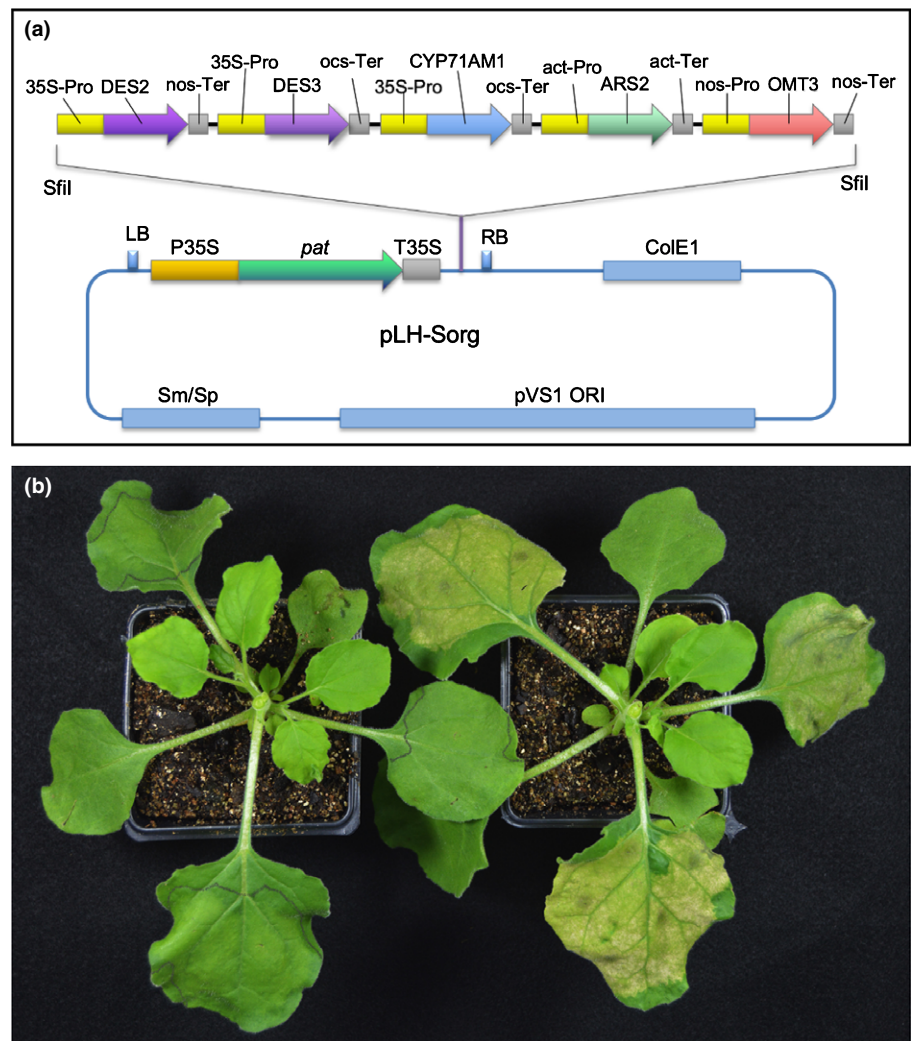 (a)
35S-Pro DES2 nos-Ter 35S-Pro DES3 ocs-Ter 35S-Pro CYP71AM1 ocs-Ter act-Pro ARS2 act-Ter nos-Pro OMT3 nos-Ter
SfiI SfiI
LB P35S pat T35S RB ColE1
pLH-Sorg
Sm/Sp pVS1 ORI
(b)